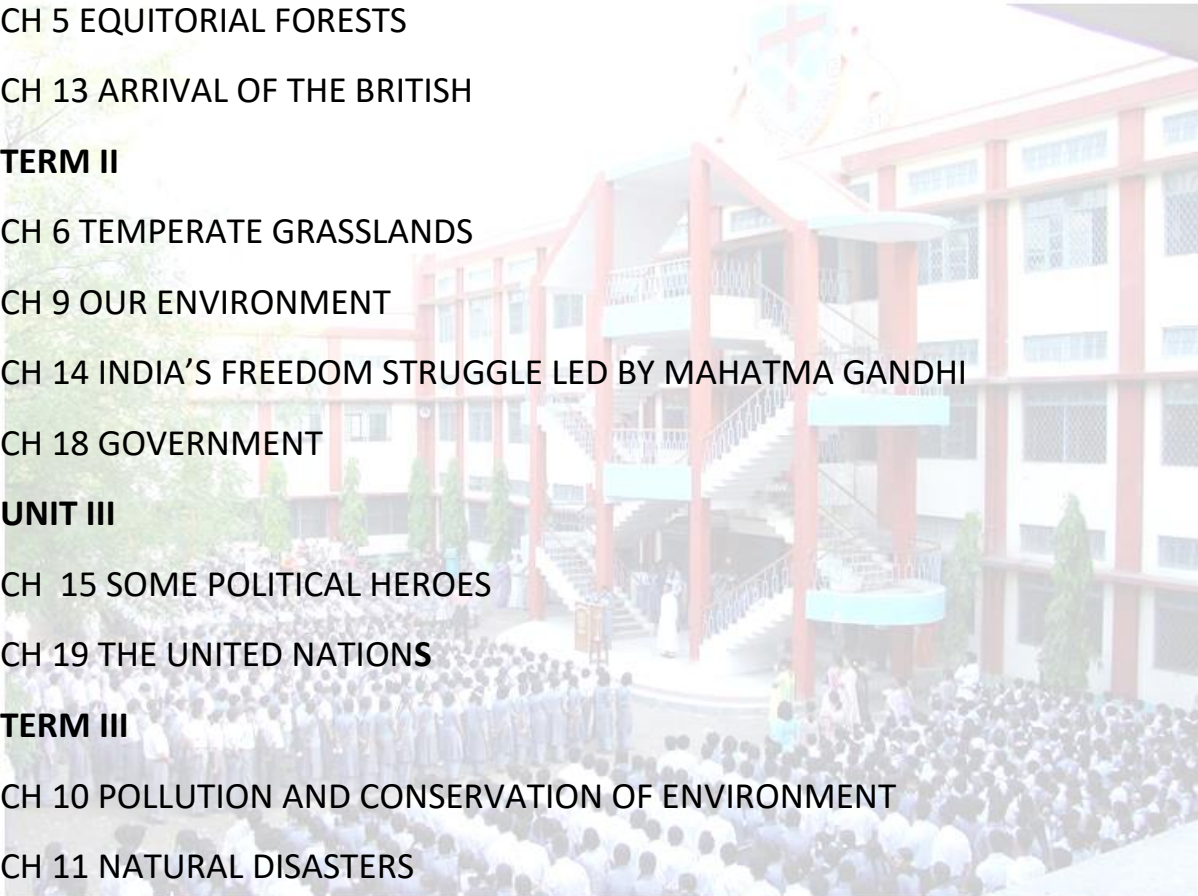 CH 5 EQUITORIAL FORESTS
CH 13 ARRIVAL OF THE BRITISH
TERM II
CH 6 TEMPERATE GRASSLANDS
CH 9 OUR ENVIRONMENT
CH 14 INDIA’S FREEDOM STRUGGLE LED BY MAHATMA GANDHI
CH 18 GOVERNMENT
UNIT III
CH 15 SOME POLITICAL HEROES
CH 19 THE UNITED NATIONS
TERM III
CH 10 POLLUTION AND CONSERVATION OF ENVIRONMENT
CH 11 NATURAL DISASTERS